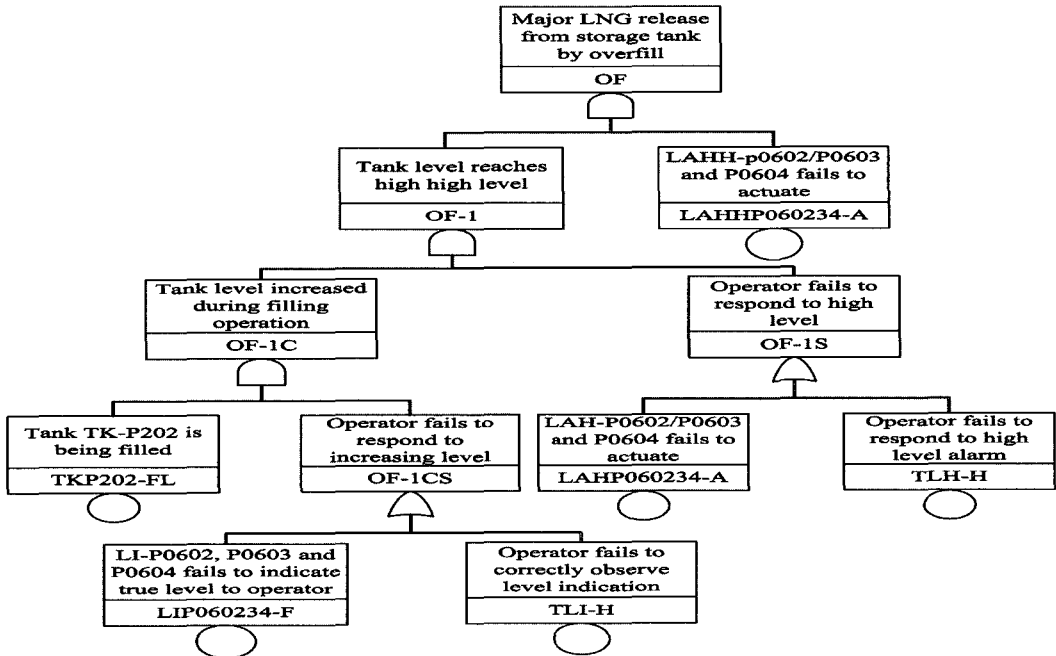 Major LNG release
from storage tank
by overfill
OF
Tank level reaches
high high level
OF-1
LAHH-p0602/P0603
and P0604 fails to
actuate
LAHHP060234-A
Tank level increased
during filling
operation
OF-1C
Operator fails to
respond to high
level
OF-1S
Tank TK-P202 is
being filled
TKP202-FL
Operator fails to
respond to
increasing level
OF-1CS
LAH-P0602/P0603
and P0604 fails to
actuate
LAHP060234-A
Operator fails to
respond to high
level alarm
TLH-H
LI-P0602, P0603 and
P0604 fails to indicate
true level to operator
LIP060234-F
Operator fails to
correctly observe
level indication
TLI-H